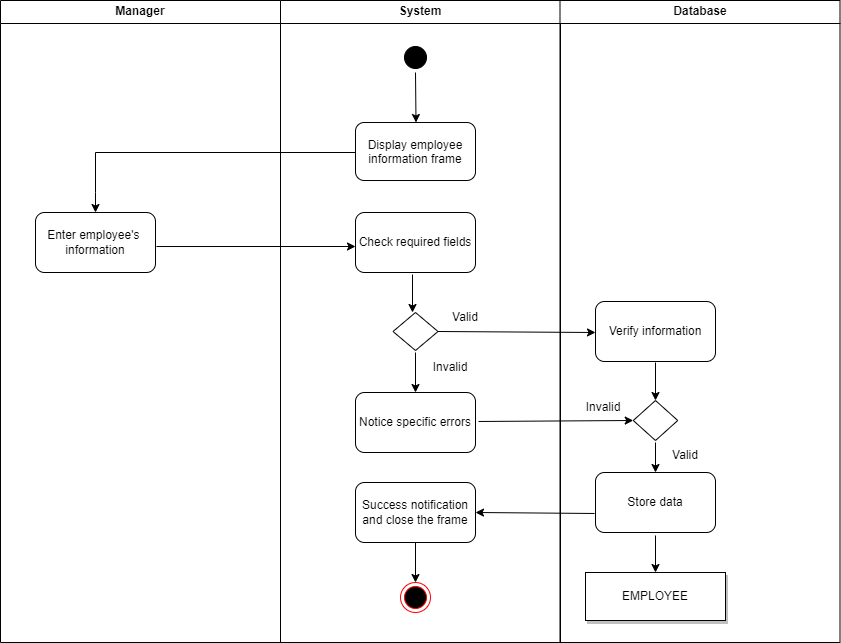 Manager
System
Database
Display employee
information frame
Enter employee's
information
Check required fields
Valid
Verify information
Invalid
Invalid
Notice specific errors
Valid
Success notification
and close the frame
Store data
EMPLOYEE